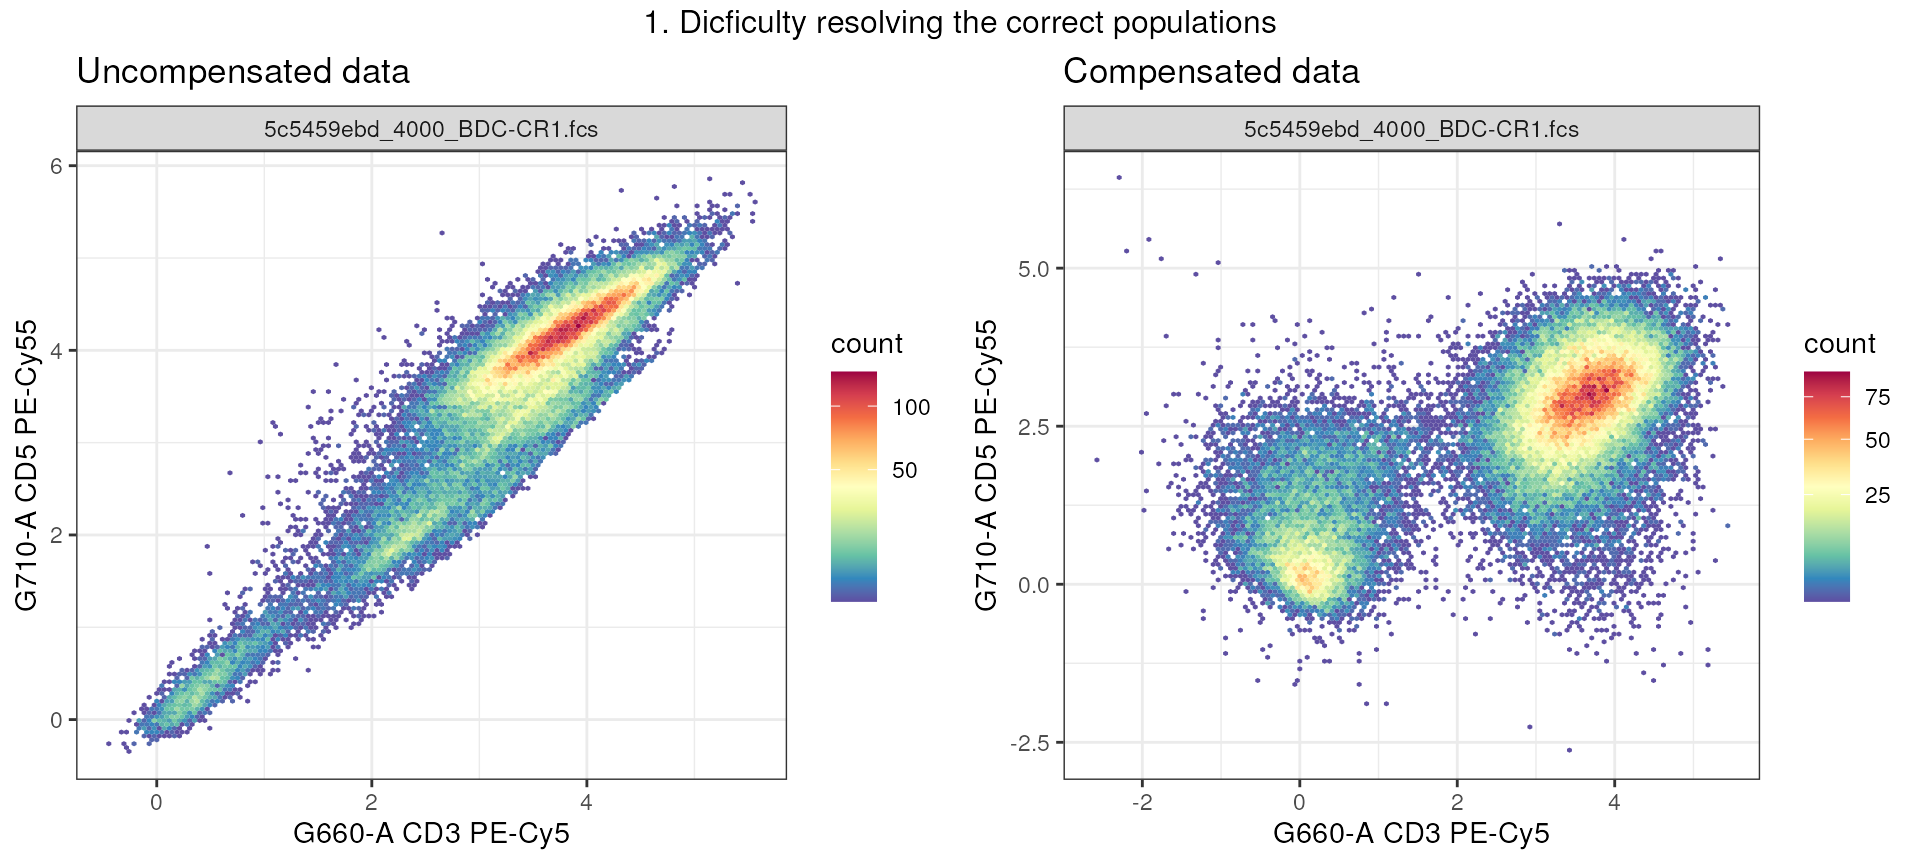 1. Dicficulty resolving the correct populations
Uncompensated data
5c5459ebd_4000_BDC-CR1.fcs
6
4
2
0
G710-A CD5 PE-Cy55
0 2 4
G660-A CD3 PE-Cy5
count
100
50
Compensated data
5c5459ebd_4000_BDC-CR1.fcs
5.0
2.5
0.0
-2.5
G710-A CD5 PE-Cy55
-2 0 2 4
G660-A CD3 PE-Cy5
count
75
50
25